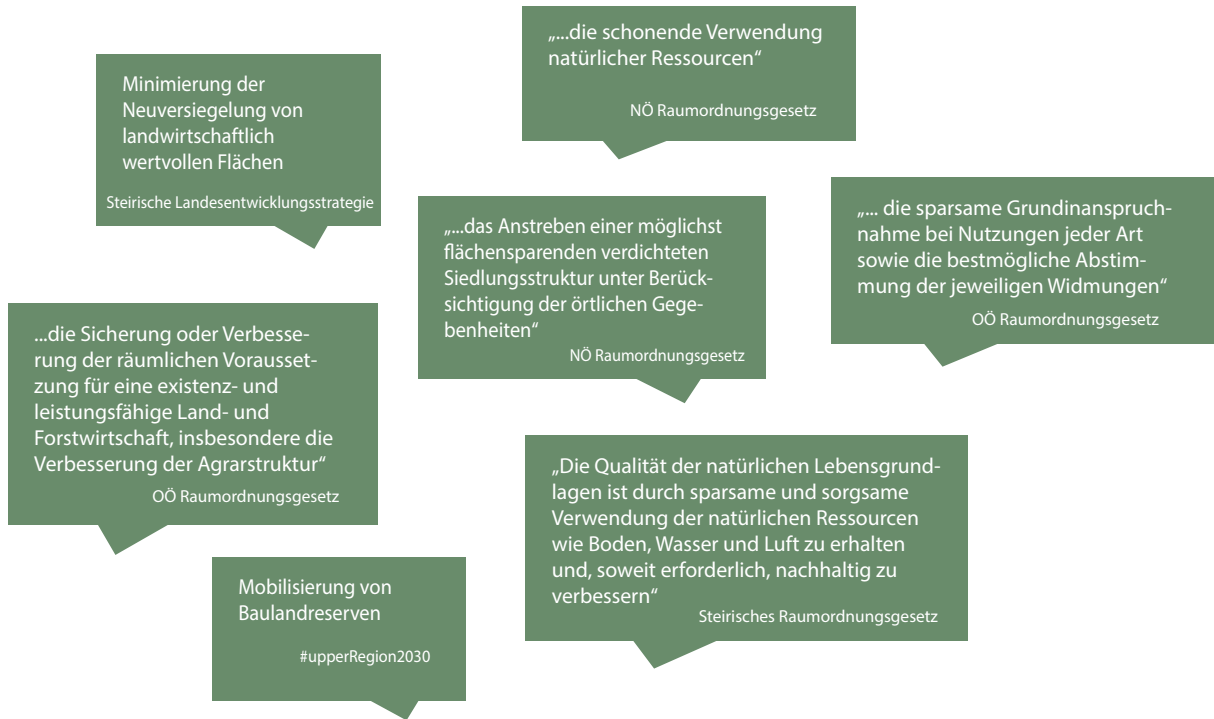 „...die schonende Verwendung
natürlicher Ressourcen“
NÖ Raumordnungsgesetz
Minimierung der
Neuversiegelung von
landwirtschaftlich
wertvollen Flächen
Steirische Landesentwicklungsstrategie
„...das Anstreben einer möglichst
flächensparenden verdichteten
Siedlungsstruktur unter Berück-
sichtigung der örtlichen Gege-
benheiten“
NÖ Raumordnungsgesetz
„... die sparsame Grundinanspruch-
nahme bei Nutzungen jeder Art
sowie die bestmögliche Abstim-
mung der jeweiligen Widmungen“
OÖ Raumordnungsgesetz
...die Sicherung oder Verbesse-
rung der räumlichen Vorausset-
zung für eine existenz- und
leistungsfähige Land- und
Forstwirtschaft, insbesondere die
Verbesserung der Agrarstruktur“
OÖ Raumordnungsgesetz
„Die Qualität der natürlichen Lebensgrund-
lagen ist durch sparsame und sorgsame
Verwendung der natürlichen Ressourcen
wie Boden, Wasser und Luft zu erhalten
und, soweit erforderlich, nachhaltig zu
verbessern“
Steirisches Raumordnungsgesetz
Mobilisierung von
Baulandreserven
#upperRegion2030